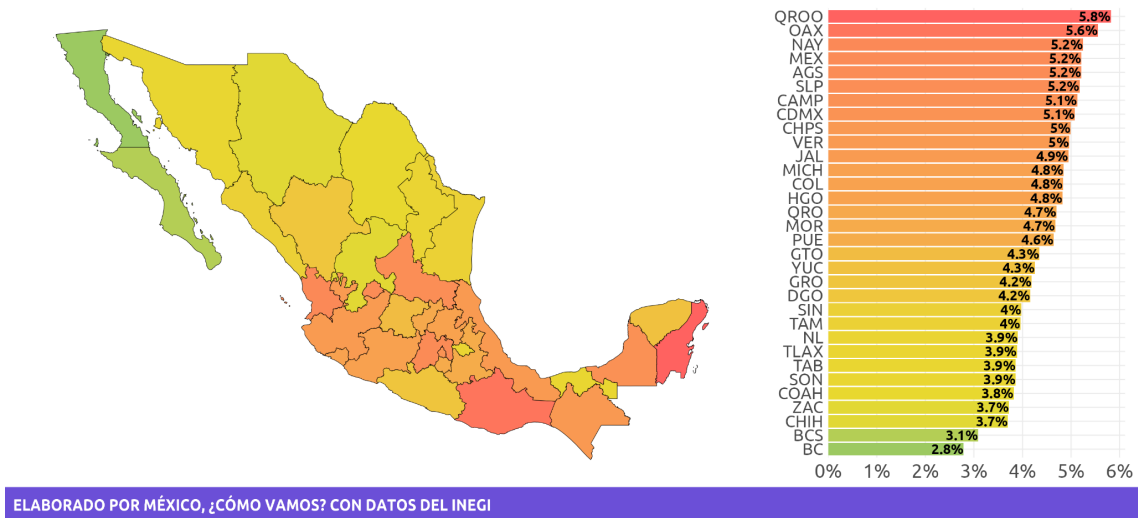 QROO 5.8%
OAX 5.6%
NAY 5.2%
MEX 5.2%
AGS 5.2%
SLP 5.2%
CAMP 5.1%
CDMX 5.1%
CHPS 5%
VER 5%
JAL 4.9%
MICH 4.8%
COL 4.8%
HGO 4.8%
QRO 4.7%
MOR 4.7%
PUE 4.6%
GTO 4.3%
YUC 4.3%
GRO 4.2%
DGO 4.2%
SIN 4%
TAM 4%
NL 3.9%
TLAX 3.9%
TAB 3.9%
SON 3.9%
COAH 3.8%
ZAC 3.7%
CHIH 3.7%
BCS 3.1%
BC 2.8%
0% 1% 2% 3% 4% 5% 6%
ELABORADO POR MÉXICO, ¿CÓMO VAMOS? CON DATOS DEL INEGI